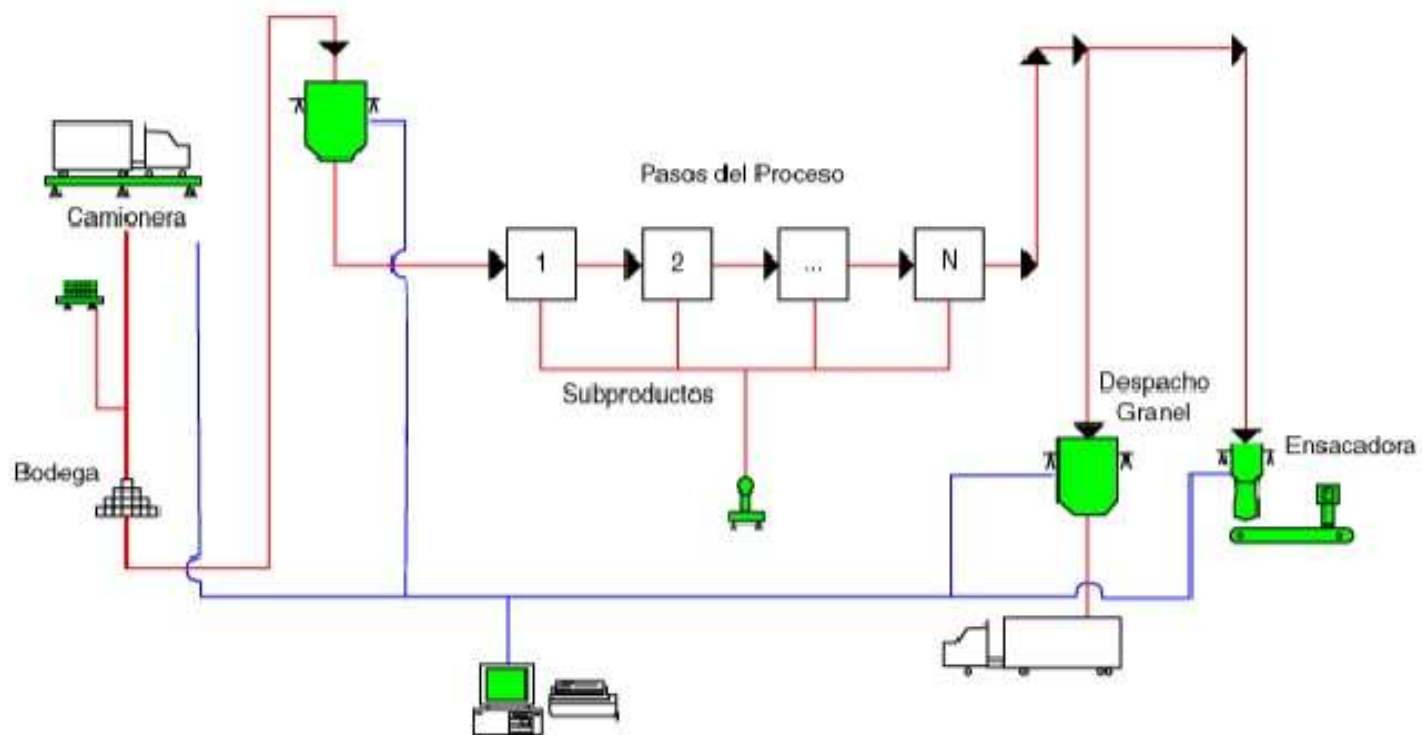 Pasos del Proceso
Camionera
1
2
...
N
Subproductos
Despacho
Granel
Ensacadora
Bodega